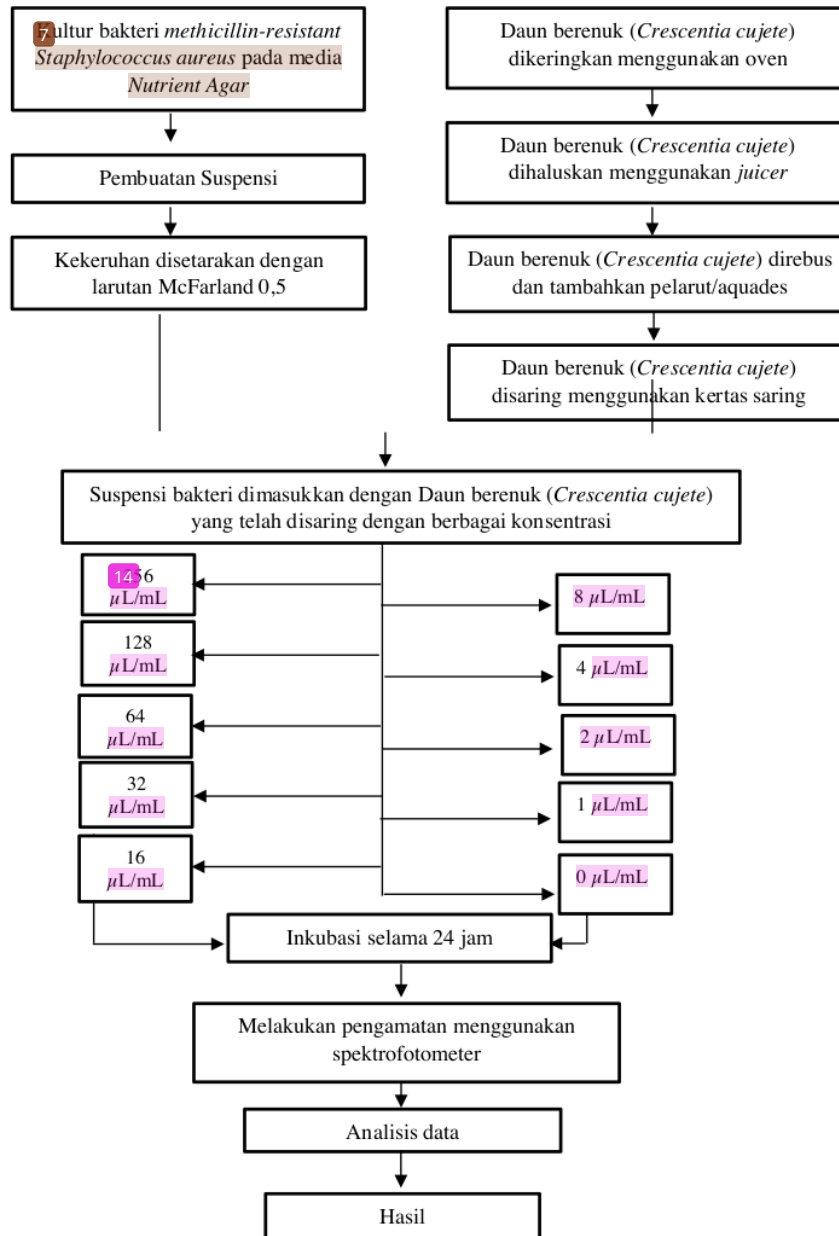 Kultur bakteri methicillin-resistant
Staphylococcus aureus pada media
Nutrient Agar
Pembuatan Suspensi
Kekeruhan disetarakan dengan
larutan McFarland 0,5
Daun berenuk (Crescentia cujete)
dikeringkan menggunakan oven
Daun berenuk (Crescentia cujete)
dihaluskan menggunakan juicer
Daun berenuk (Crescentia cujete) direbus
dan tambahkan pelarut/aquades
Daun berenuk (Crescentia cujete)
disaring menggunakan kertas saring
Suspensi bakteri dimasukkan dengan Daun berenuk (Crescentia cujete)
yang telah disaring dengan berbagai konsentrasi
7
14
256
µL/mL
128
µL/mL
64
µL/mL
32
µL/mL
16
µL/mL
8 µL/mL
4 µL/mL
2 µL/mL
1 µL/mL
0 µL/mL
Inkubasi selama 24 jam
Melakukan pengamatan menggunakan
spektrofotometer
Analisis data
Hasil